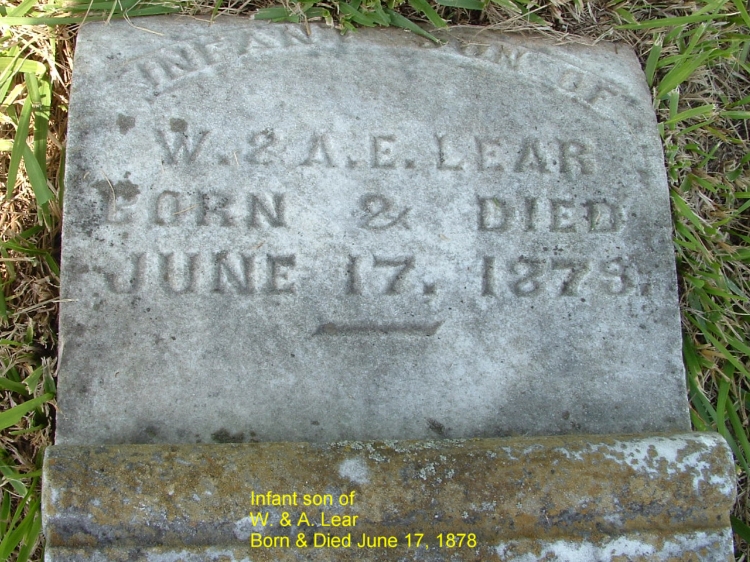 INFANT SON OF
W. & A. E. LEAR
BORN & DIED
JUNE 17, 1878.
Infant son of
W. & A. Lear
Born & Died June 17, 1878